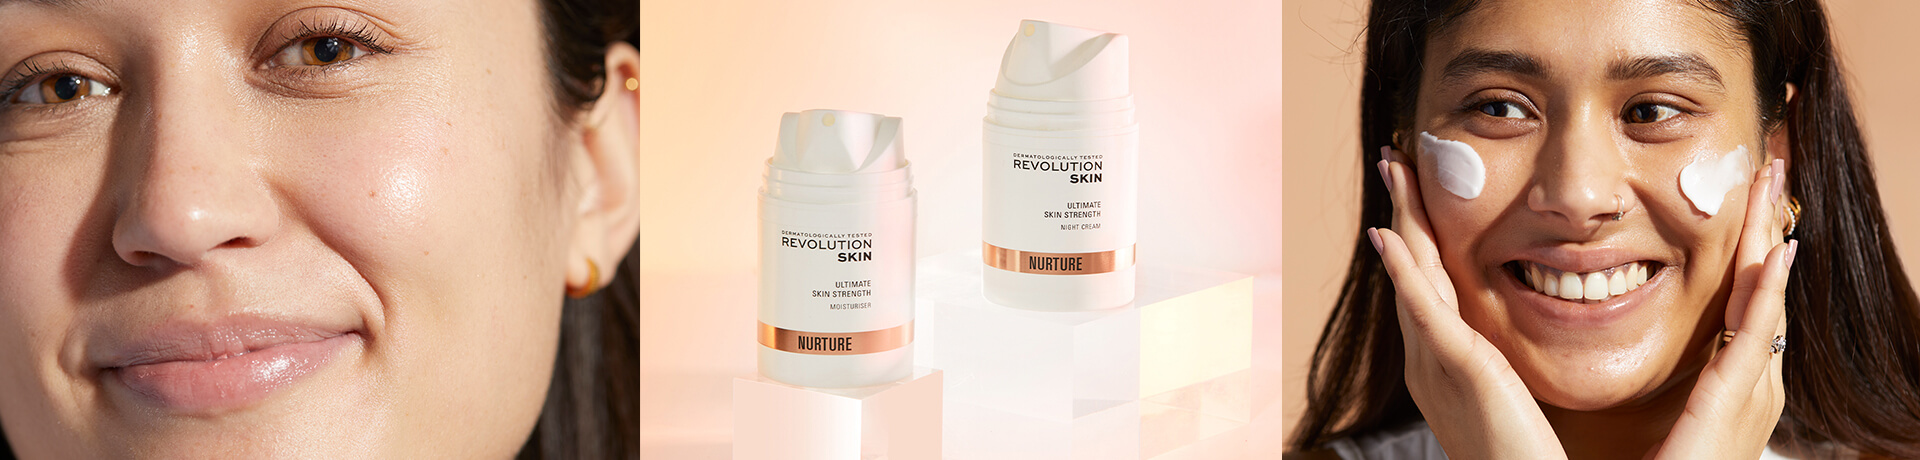 DERMATOLOGICALLY TESTED
REVOLUTION
SKIN
ULTIMATE
SKIN STRENGTH
MOISTURISER
NURTURE
DERMATOLOGICALLY TESTED
REVOLUTION
SKIN
ULTIMATE
SKIN STRENGTH
NIGHT CREAM
NURTURE